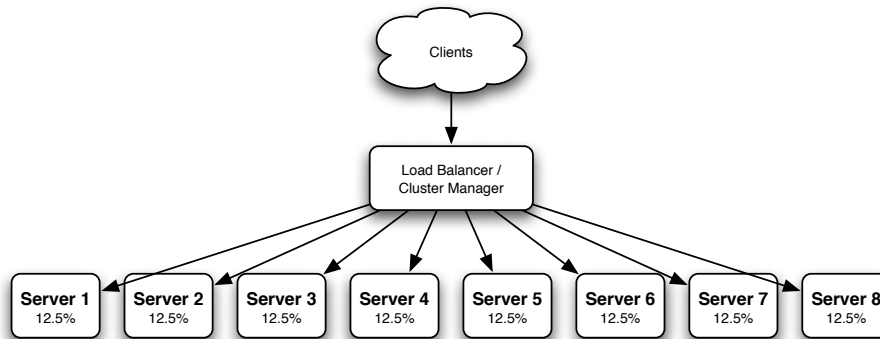 Clients
Load Balancer /
Cluster Manager
Server 1
12.5%
Server 2
12.5%
Server 3
12.5%
Server 4
12.5%
Server 5
12.5%
Server 6
12.5%
Server 7
12.5%
Server 8
12.5%